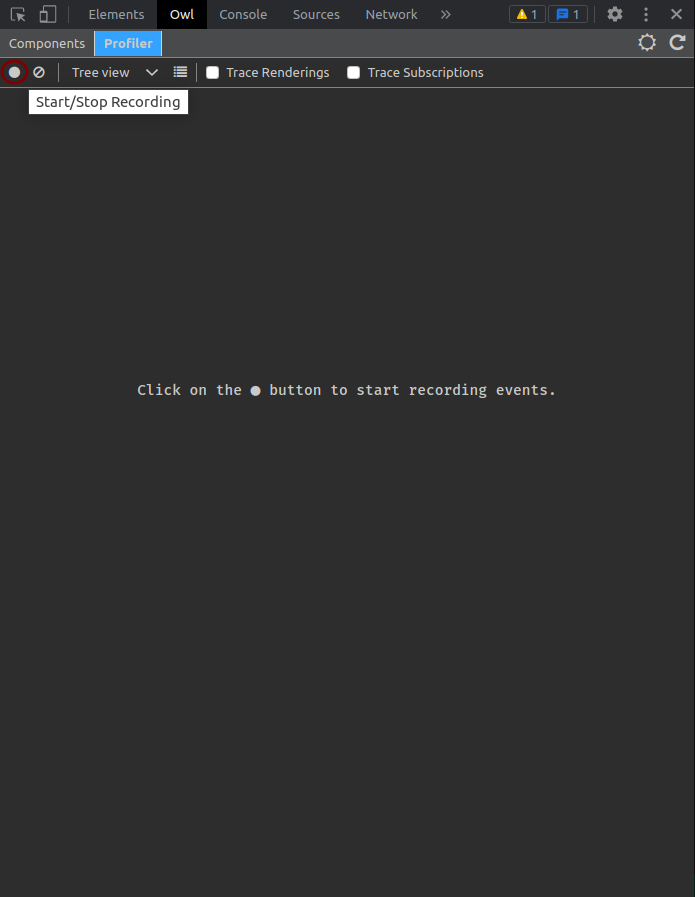 Elements Owl Console Sources Network 1 1
Components Profiler
Tree view Trace Renderings Trace Subscriptions
Start/Stop Recording
Click on the ● button to start recording events.